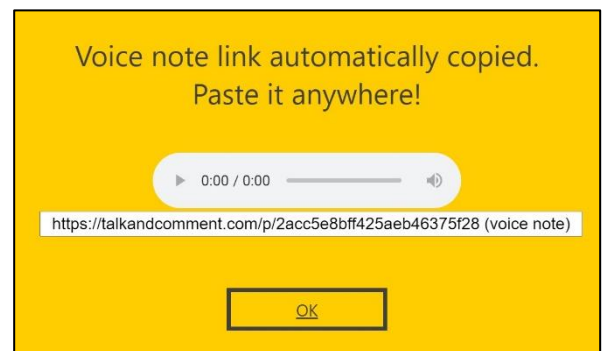 Voice note link automatically copied.
Paste it anywhere!
0:00 / 0:00
https://talkandcomment.com/p/2acc5e8bff425aeb46375f28 (voice note)
OK